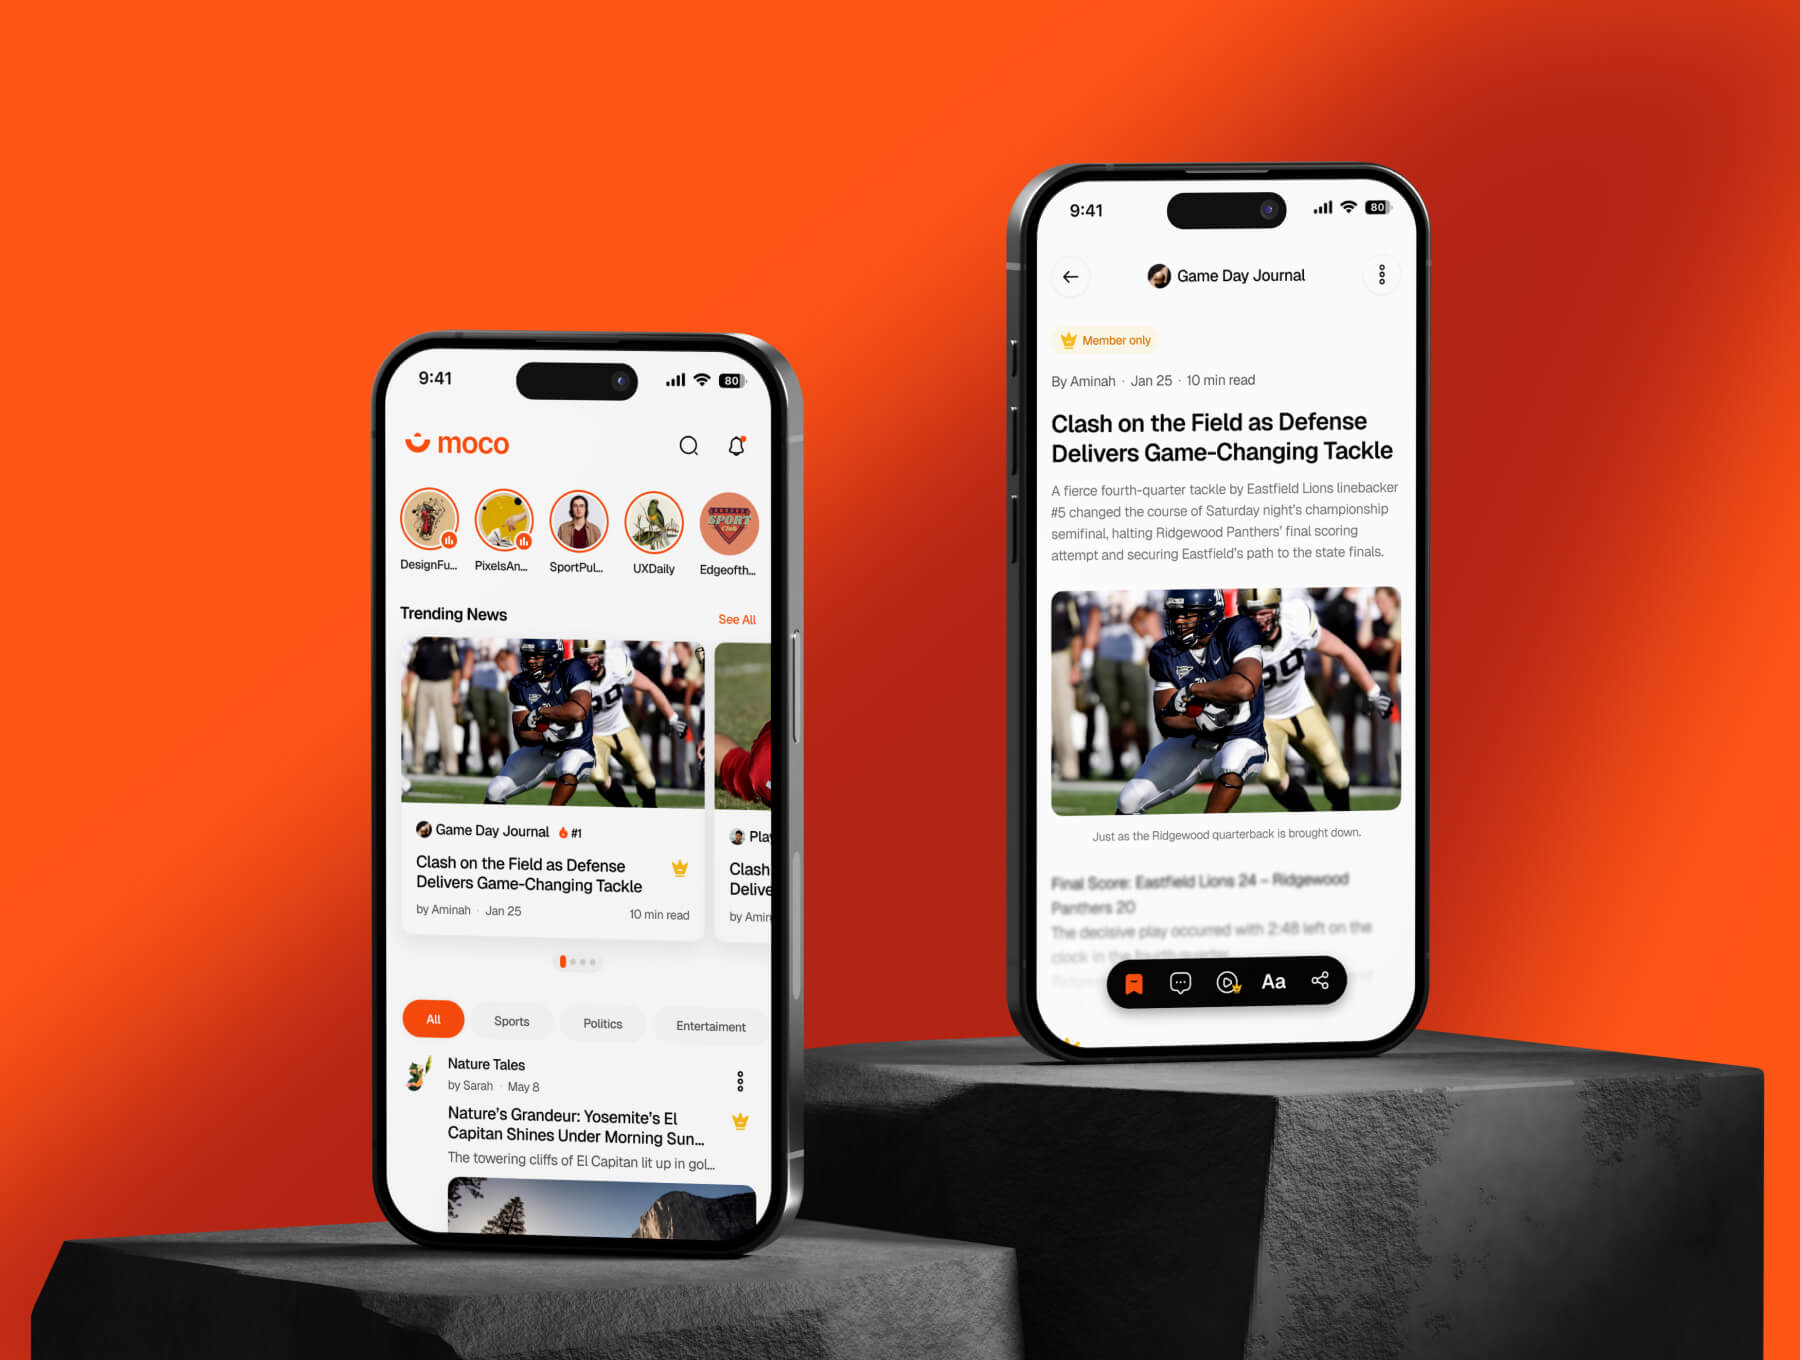 9:41
80
moco
DesignFu...
PixelsAn...
SportPul...
UXDaily
Edgeofth...
SPORT
Club
Trending News
See All
Game Day Journal
#1
Clash on the Field as Defense
Delivers Game-Changing Tackle
by Aminah · Jan 25
10 min read
Play
Clash
Delive
by Amin
All
Sports
Politics
Entertaiment
Nature Tales
by Sarah · May 8
Nature's Grandeur: Yosemite's El
Capitan Shines Under Morning Sun...
The towering cliffs of El Capitan lit up in gol...
9:41
80
Game Day Journal
Member only
By Aminah · Jan 25 · 10 min read
Clash on the Field as Defense
Delivers Game-Changing Tackle
A fierce fourth-quarter tackle by Eastfield Lions linebacker
#5 changed the course of Saturday night's championship
semifinal, halting Ridgewood Panthers' final scoring
attempt and securing Eastfield's path to the state finals.
99
Just as the Ridgewood quarterback is brought down.
Final Score: Eastfield Lions 24 – Ridgewood
Panthers 20
The decisive play occurred with 2:48 left on the
clock in the fourth quarter
Aa